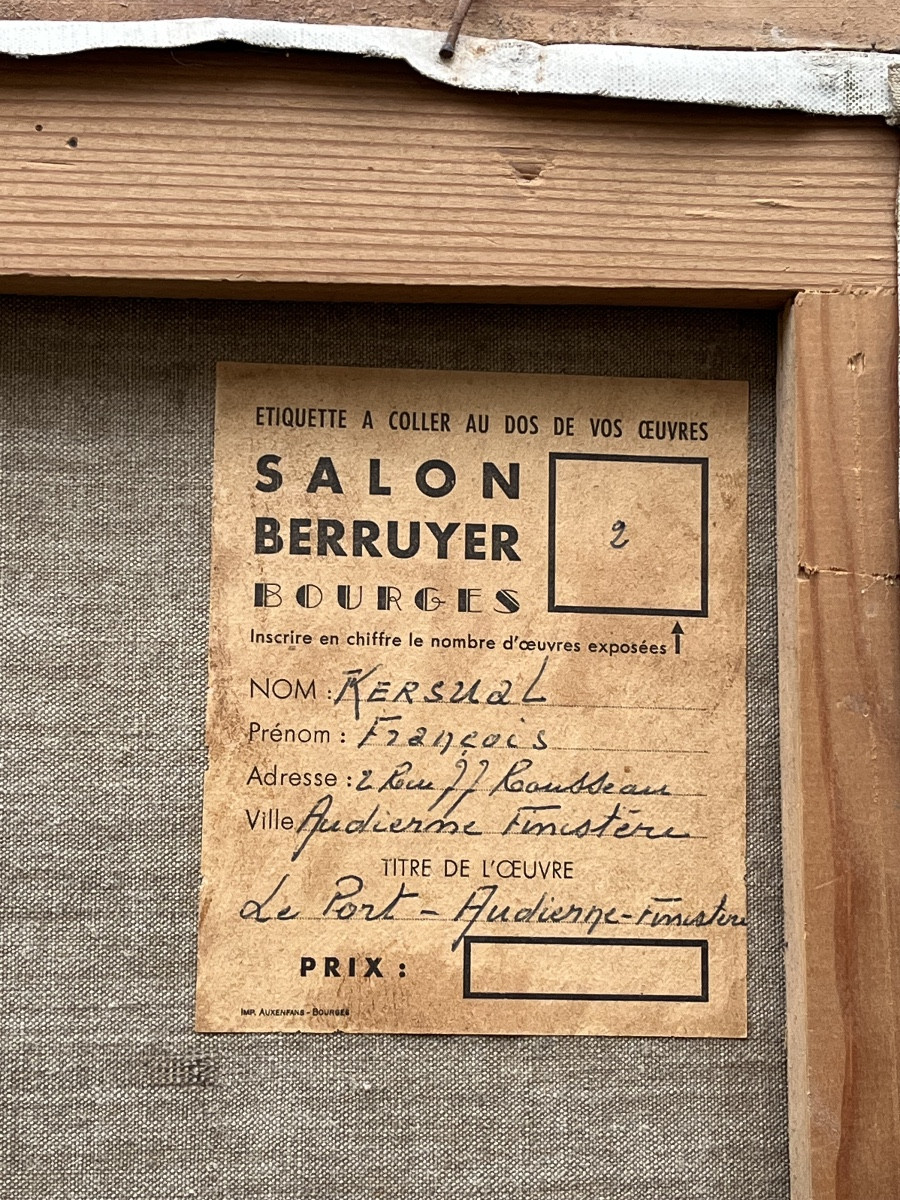 ETIQUETTE A COLLER AU DOS DE VOS ŒUVRES
SALON
BERRUYER
BOURGES
2
Inscrire en chiffre le nombre d'œuvres exposées
NOM : KERSUAL
Prénom : François
Adresse : 2 Rue JJ Rousseau
Ville Audierne Finistère
TITRE DE L'ŒUVRE
Le Port - Audierne - Finistère
PRIX :
IMP. AUXENFANS - BOURGES